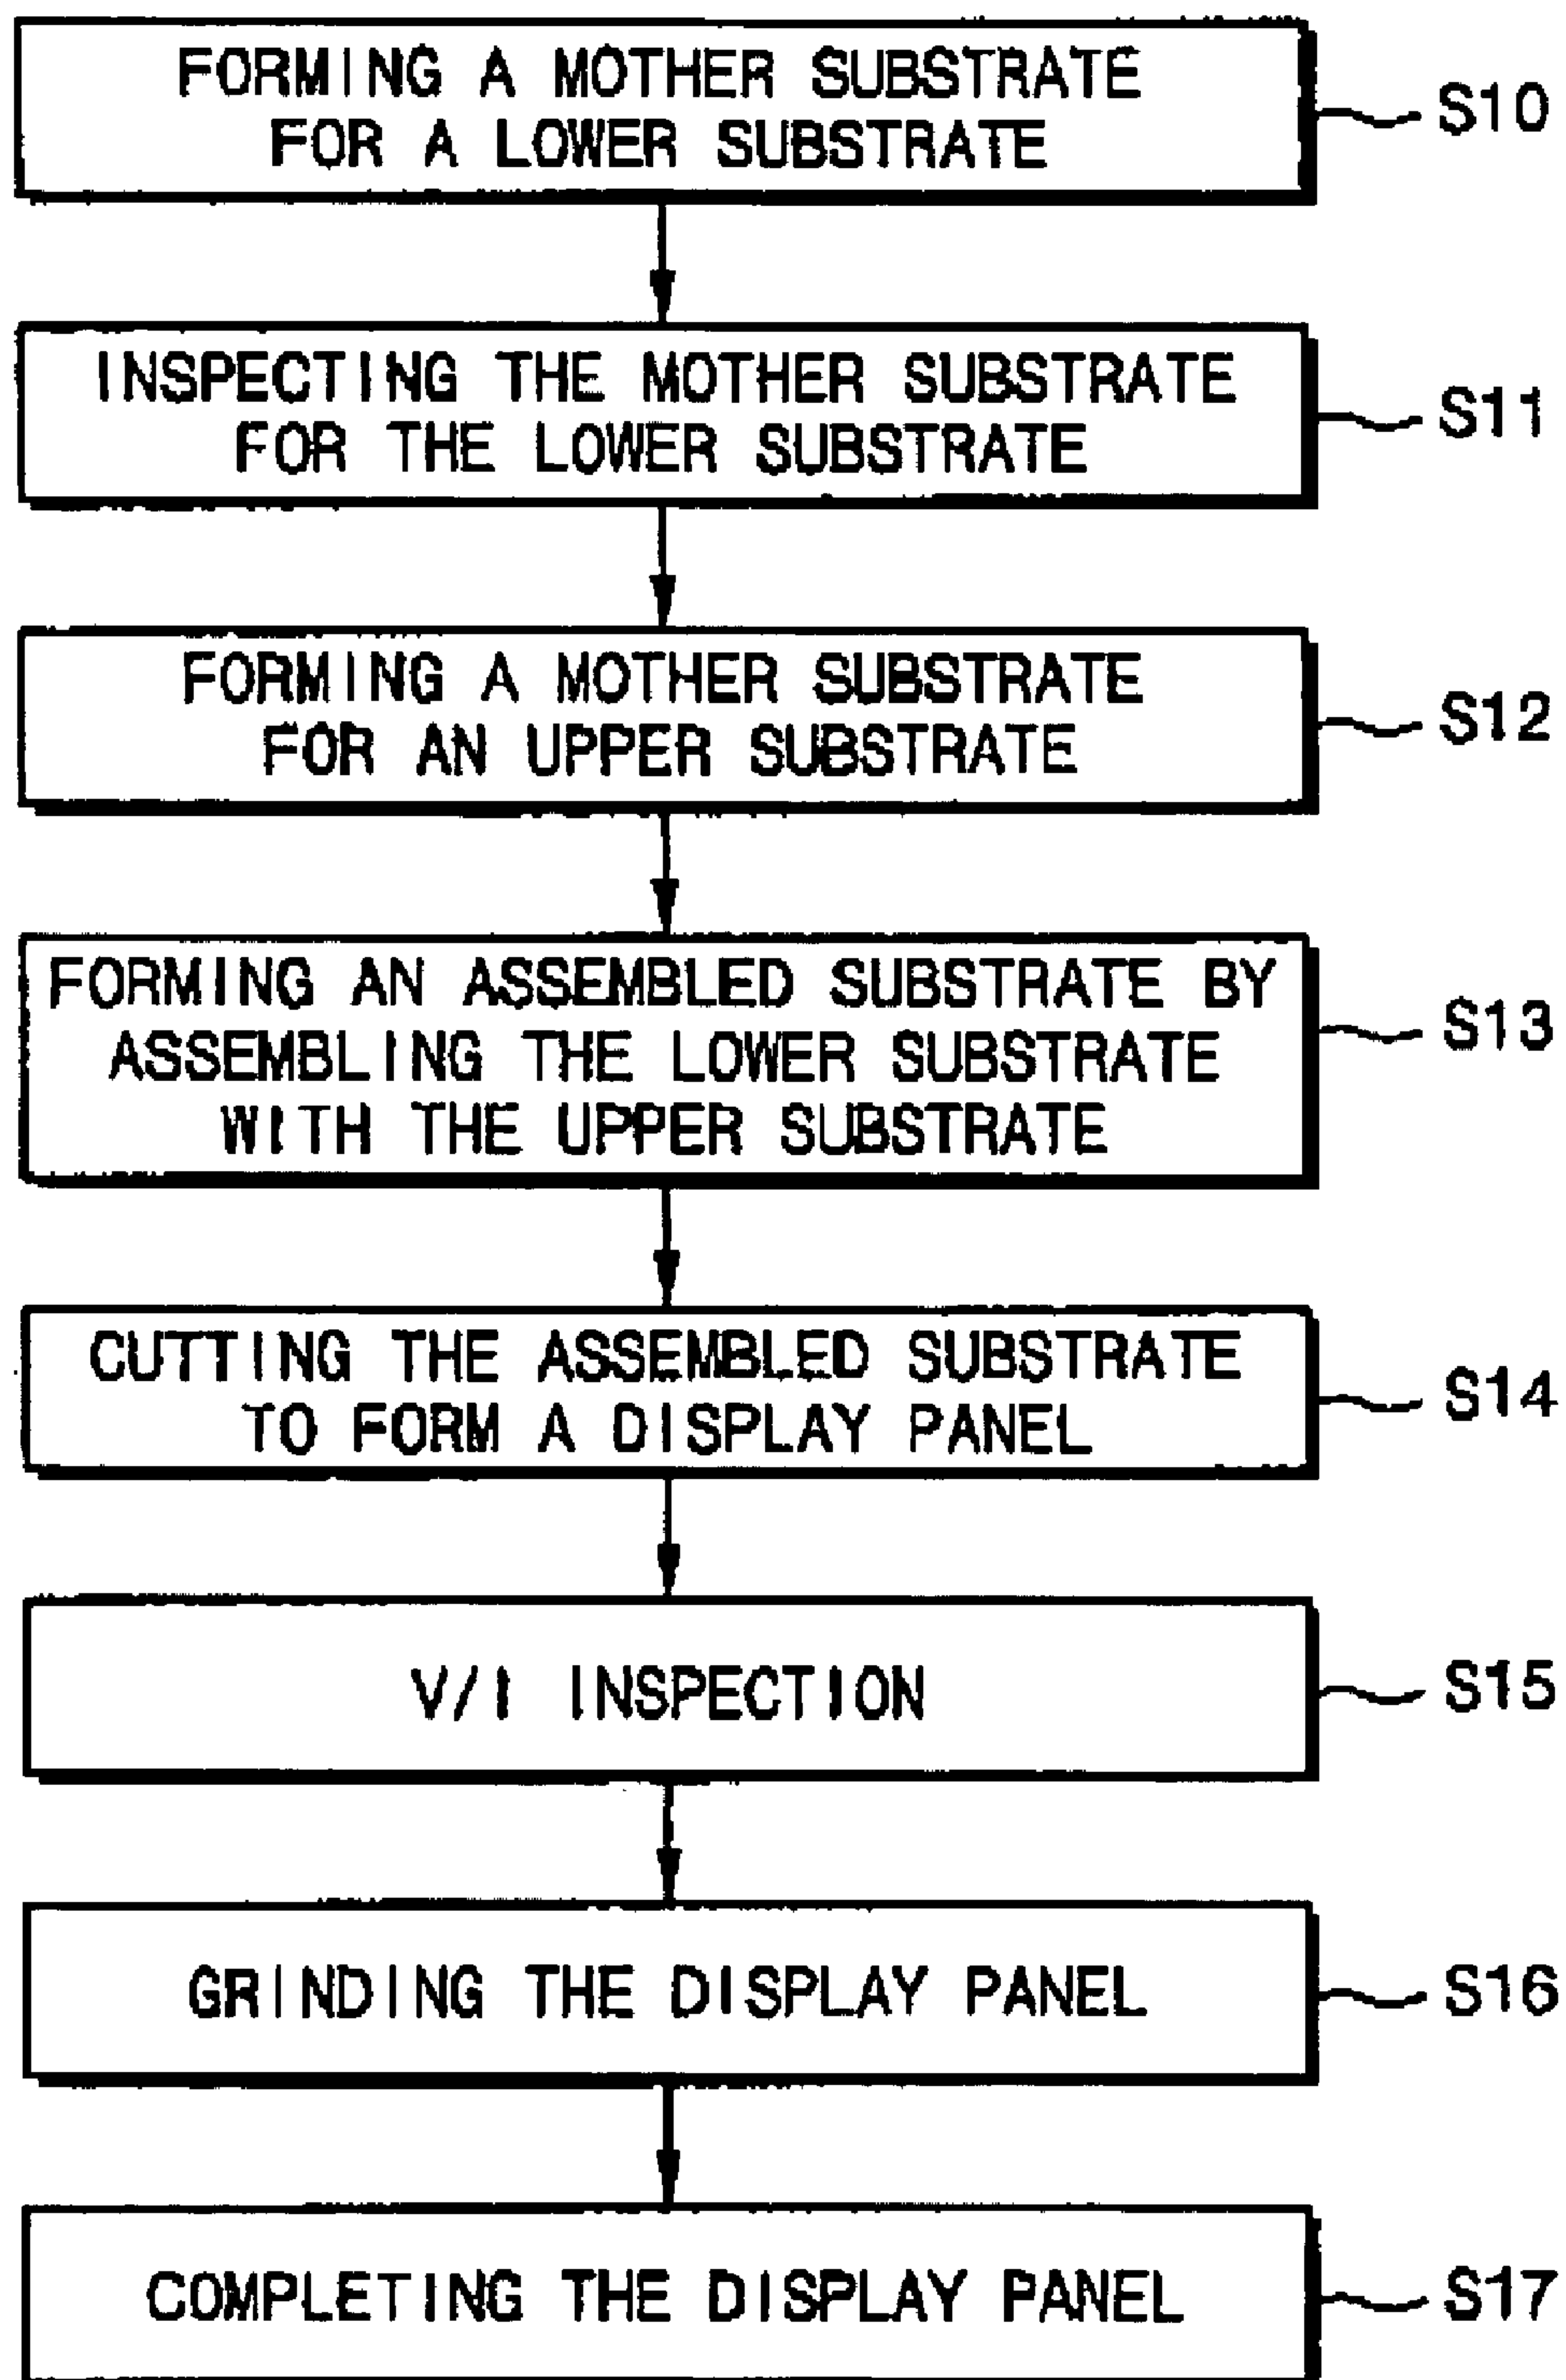 FORMING A MOTHER SUBSTRATE
FOR A LOWER SUBSTRATE
S10
INSPECTING THE MOTHER SUBSTRATE
FOR THE LOWER SUBSTRATE
S11
FORMING A MOTHER SUBSTRATE
FOR AN UPPER SUBSTRATE
S12
FORMING AN ASSEMBLED SUBSTRATE BY
ASSEMBLING THE LOWER SUBSTRATE
WITH THE UPPER SUBSTRATE
S13
CUTTING THE ASSEMBLED SUBSTRATE
TO FORM A DISPLAY PANEL
S14
V/I INSPECTION
S15
GRINDING THE DISPLAY PANEL
S16
COMPLETING THE DISPLAY PANEL
S17